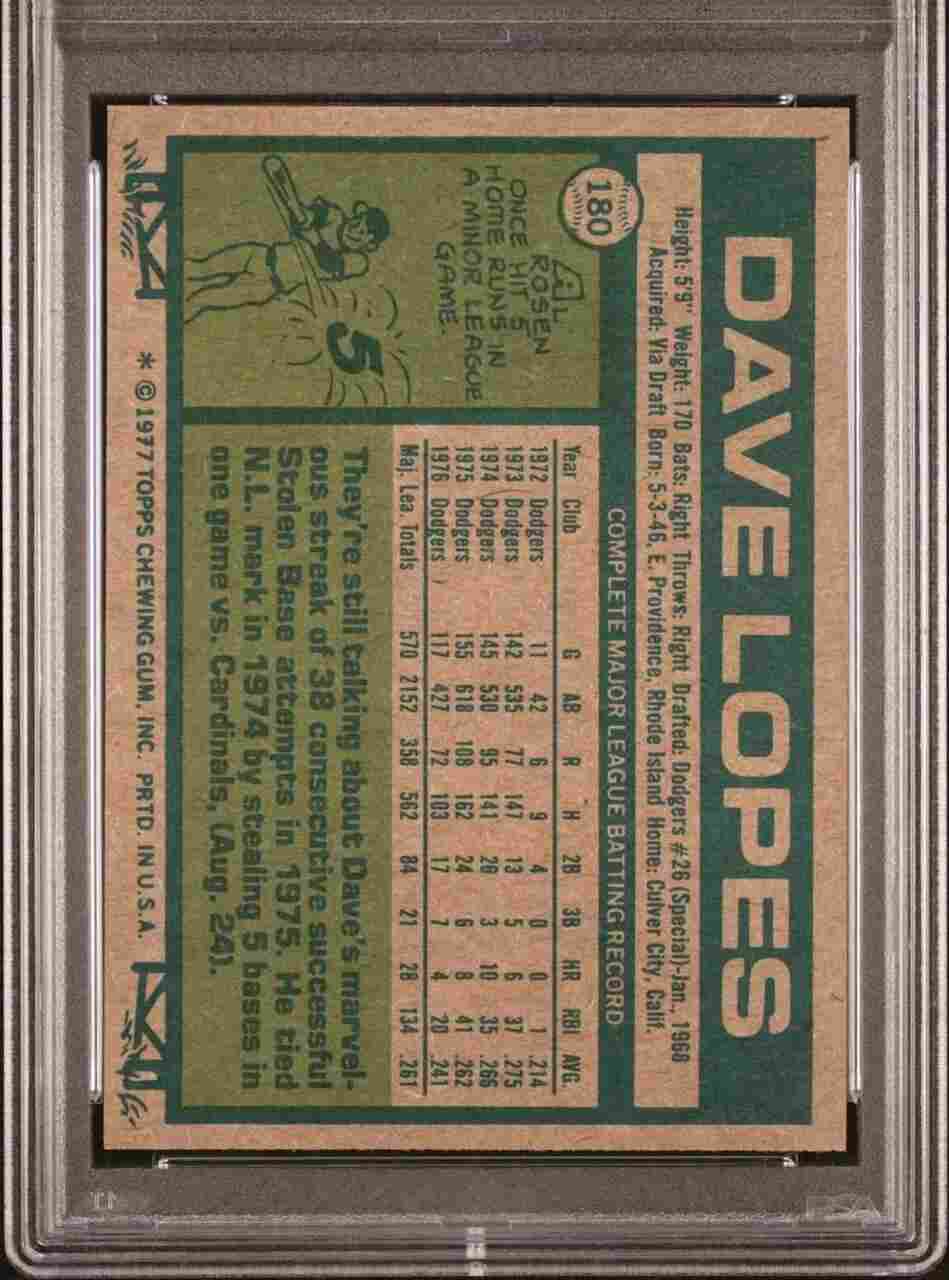 180
DAVE LOPES
Height: 5'9" Weight: 170 Bats: Right Throws: Right Drafted: Dodgers #26 (Special)-Jan., 1968
Acquired: Via Draft Born: 5-3-46, E. Providence, Rhode Island Home: Culver City, Calif.
AL
ROSEN
ONCE HIT 5
HOME RUNS IN
A MINOR LEAGUE
GAME.
5
COMPLETE MAJOR LEAGUE BATTING RECORD
Year Club G AB R H 2B 3B HR RBI AVG.
1972 Dodgers 11 42 6 9 4 0 0 1 .214
1973 Dodgers 142 535 77 147 13 5 6 37 .275
1974 Dodgers 145 530 95 141 26 3 10 35 .266
1975 Dodgers 155 618 108 162 24 6 8 41 .262
1976 Dodgers 117 427 72 103 17 7 4 20 .241
Maj. Lea. Totals 570 2152 358 562 84 21 28 134 .261
They're still talking about Dave's marvel-
ous streak of 38 consecutive successful
Stolen Base attempts in 1975. He tied
N.L. mark in 1974 by stealing 5 bases in
one game vs. Cardinals, (Aug. 24).
* © 1977 TOPPS CHEWING GUM, INC. PRTD. IN U.S.A.
PSA
11